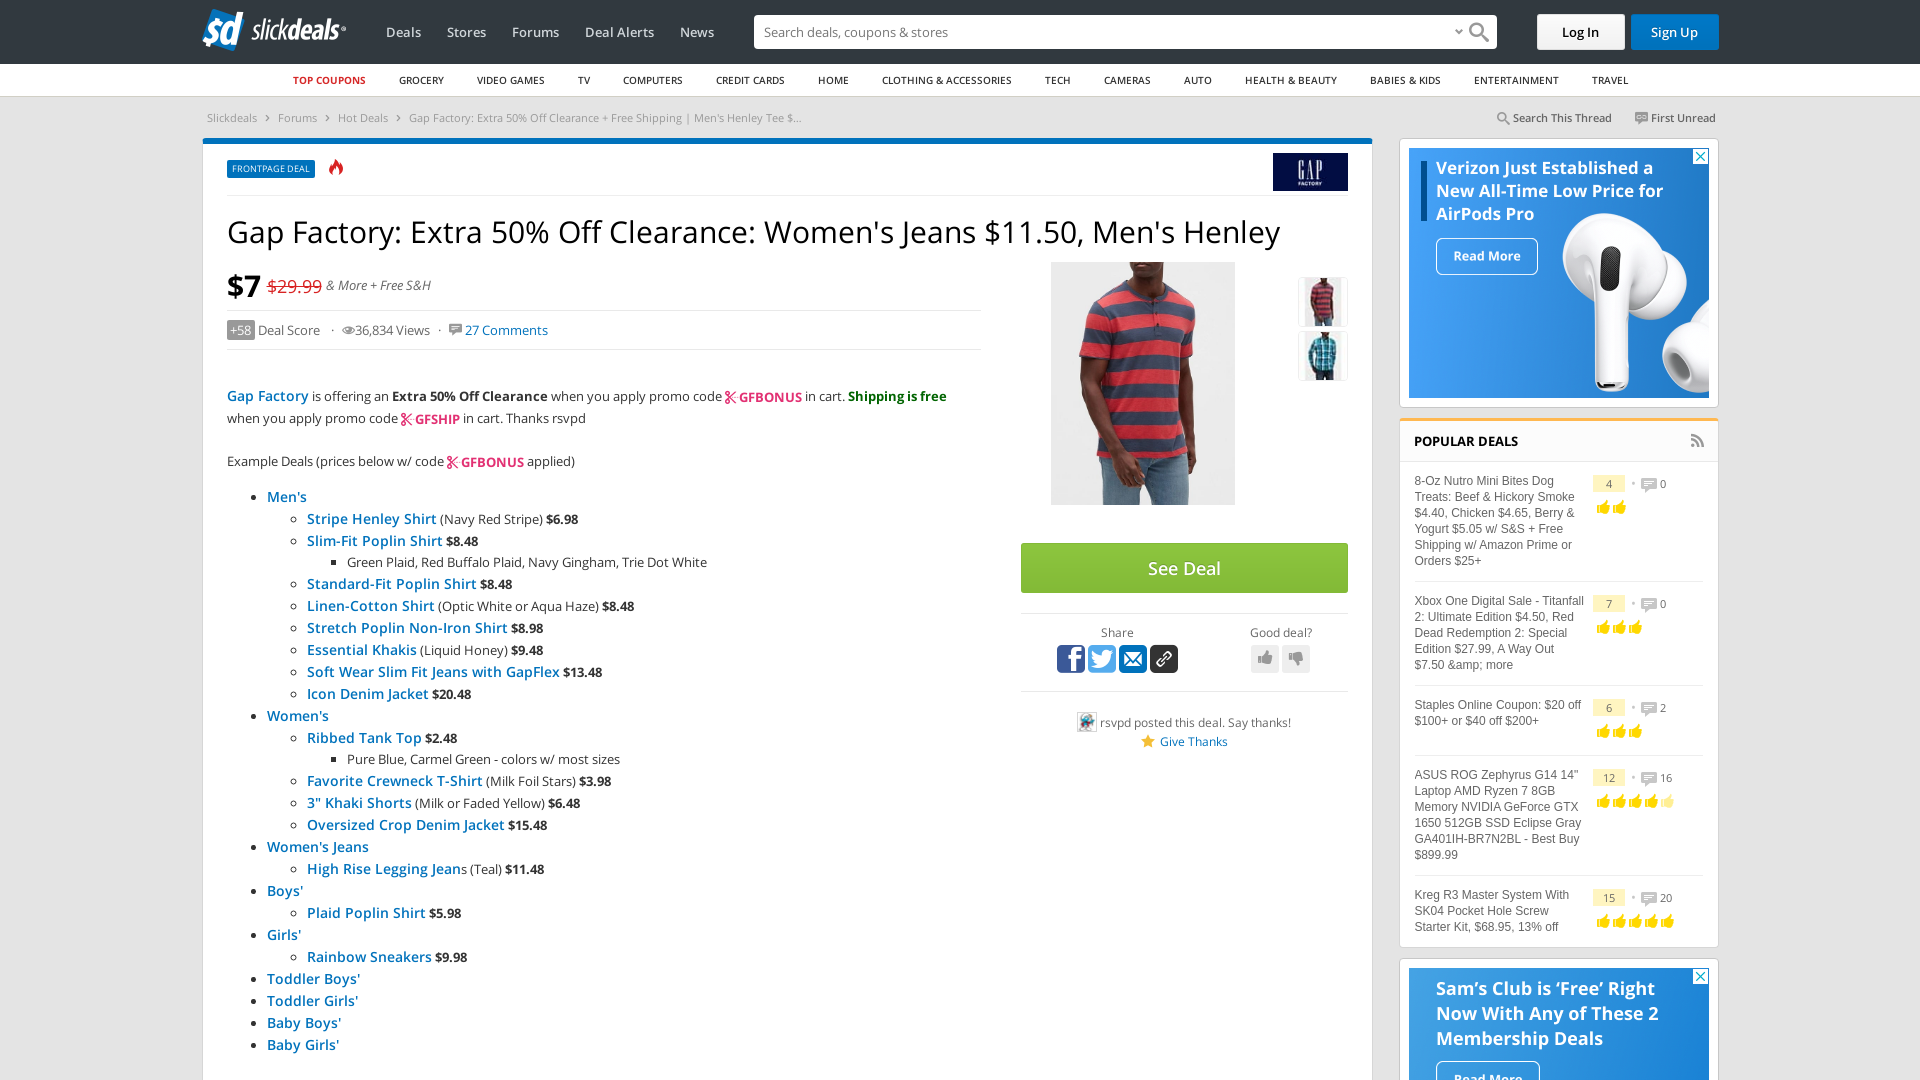 sd slickdeals
Deals
Stores
Forums
Deal Alerts
News
Search deals, coupons & stores
Log In
Sign Up
TOP COUPONS
GROCERY
VIDEO GAMES
TV
COMPUTERS
CREDIT CARDS
HOME
CLOTHING & ACCESSORIES
TECH
CAMERAS
AUTO
HEALTH & BEAUTY
BABIES & KIDS
ENTERTAINMENT
TRAVEL
Slickdeals › Forums › Hot Deals › Gap Factory: Extra 50% Off Clearance + Free Shipping | Men's Henley Tee $...
Search This Thread
First Unread
FRONTPAGE DEAL
GAP
FACTORY
Gap Factory: Extra 50% Off Clearance: Women's Jeans $11.50, Men's Henley
$7 $29.99 & More + Free S&H
+58 Deal Score · 36,834 Views · 27 Comments
Gap Factory is offering an Extra 50% Off Clearance when you apply promo code GFBONUS in cart. Shipping is free
when you apply promo code GFSHIP in cart. Thanks rsvpd
Example Deals (prices below w/ code GFBONUS applied)
Men's
Stripe Henley Shirt (Navy Red Stripe) $6.98
Slim-Fit Poplin Shirt $8.48
Green Plaid, Red Buffalo Plaid, Navy Gingham, Trie Dot White
Standard-Fit Poplin Shirt $8.48
Linen-Cotton Shirt (Optic White or Aqua Haze) $8.48
Stretch Poplin Non-Iron Shirt $8.98
Essential Khakis (Liquid Honey) $9.48
Soft Wear Slim Fit Jeans with GapFlex $13.48
Icon Denim Jacket $20.48
Women's
Ribbed Tank Top $2.48
Pure Blue, Carmel Green - colors w/ most sizes
Favorite Crewneck T-Shirt (Milk Foil Stars) $3.98
3" Khaki Shorts (Milk or Faded Yellow) $6.48
Oversized Crop Denim Jacket $15.48
Women's Jeans
High Rise Legging Jeans (Teal) $11.48
Boys'
Plaid Poplin Shirt $5.98
Girls'
Rainbow Sneakers $9.98
Toddler Boys'
Toddler Girls'
Baby Boys'
Baby Girls'
See Deal
Share
Good deal?
rsvpd posted this deal. Say thanks!
Give Thanks
Verizon Just Established a
New All-Time Low Price for
AirPods Pro
Read More
POPULAR DEALS
8-Oz Nutro Mini Bites Dog
Treats: Beef & Hickory Smoke
$4.40, Chicken $4.65, Berry &
Yogurt $5.05 w/ S&S + Free
Shipping w/ Amazon Prime or
Orders $25+
4 • 0
Xbox One Digital Sale - Titanfall
2: Ultimate Edition $4.50, Red
Dead Redemption 2: Special
Edition $27.99, A Way Out
$7.50 &amp; more
7 • 0
Staples Online Coupon: $20 off
$100+ or $40 off $200+
6 • 2
ASUS ROG Zephyrus G14 14"
Laptop AMD Ryzen 7 8GB
Memory NVIDIA GeForce GTX
1650 512GB SSD Eclipse Gray
GA401IH-BR7N2BL - Best Buy
$899.99
12 • 16
Kreg R3 Master System With
SK04 Pocket Hole Screw
Starter Kit, $68.95, 13% off
15 • 20
Sam's Club is 'Free' Right
Now With Any of These 2
Membership Deals
Read More